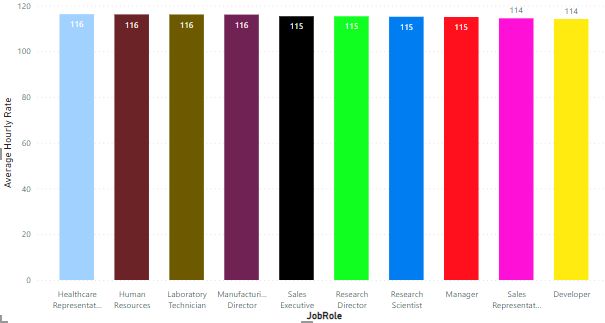 120
100
80
60
40
20
0
Average Hourly Rate
116
116
116
116
115
115
115
115
114
114
Healthcare
Representat...
Human
Resources
Laboratory
Technician
Manufacturi...
Director
Sales
Executive
Research
Director
Research
Scientist
Manager
Sales
Representat...
Developer
JobRole